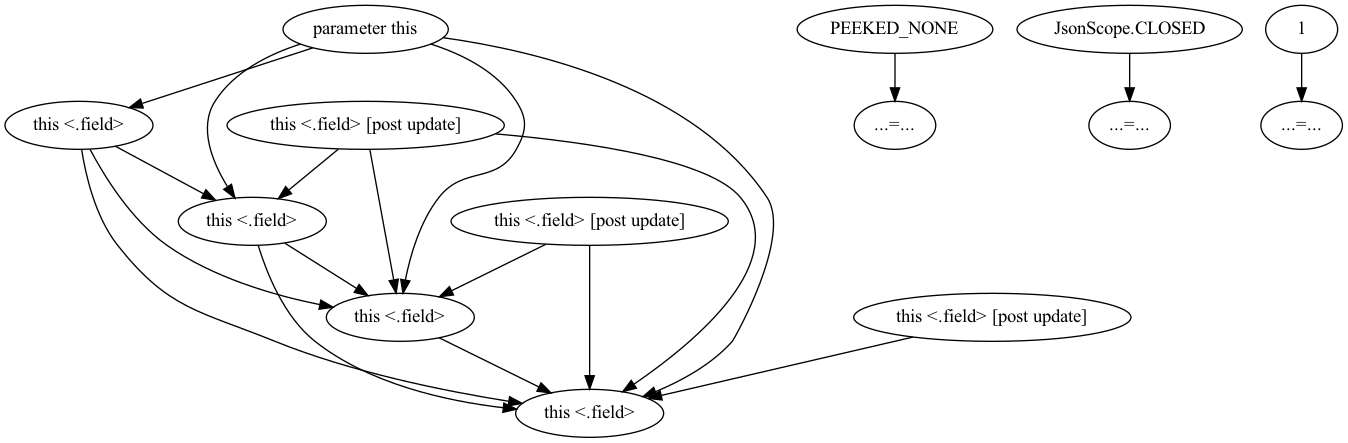 parameter this
PEEKED_NONE
JsonScope.CLOSED
1
this <.field>
this <.field> [post update]
...=...
...=...
...=...
this <.field>
this <.field> [post update]
this <.field>
this <.field> [post update]
this <.field>